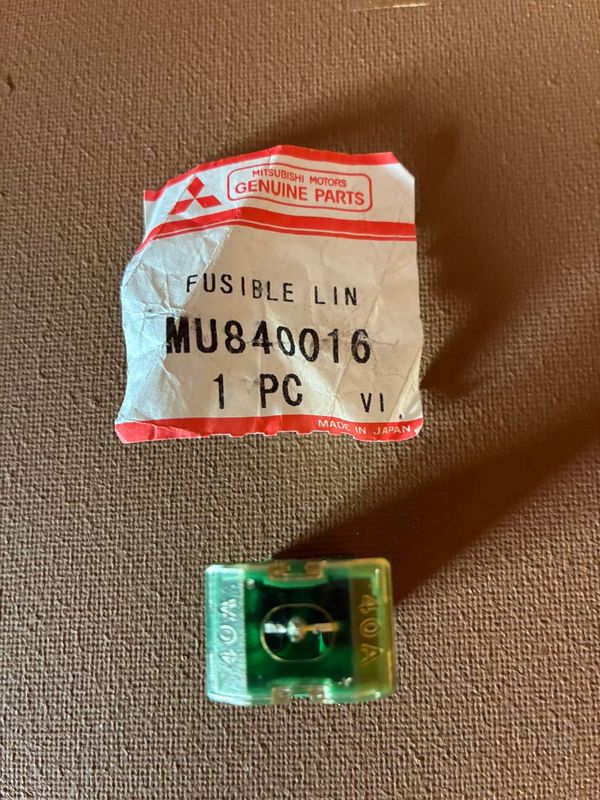 MITSUBISHI MOTORS
GENUINE PARTS
FUSIBLE LIN
MU840016
1 PC VI
MADE IN JAPAN
40A
40A